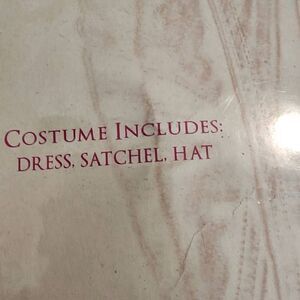 COSTUME INCLUDES:
DRESS, SATCHEL, HAT